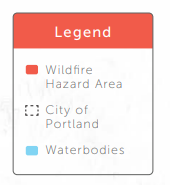 Legend
Wildfire
Hazard Area
City of
Portland
Waterbodies